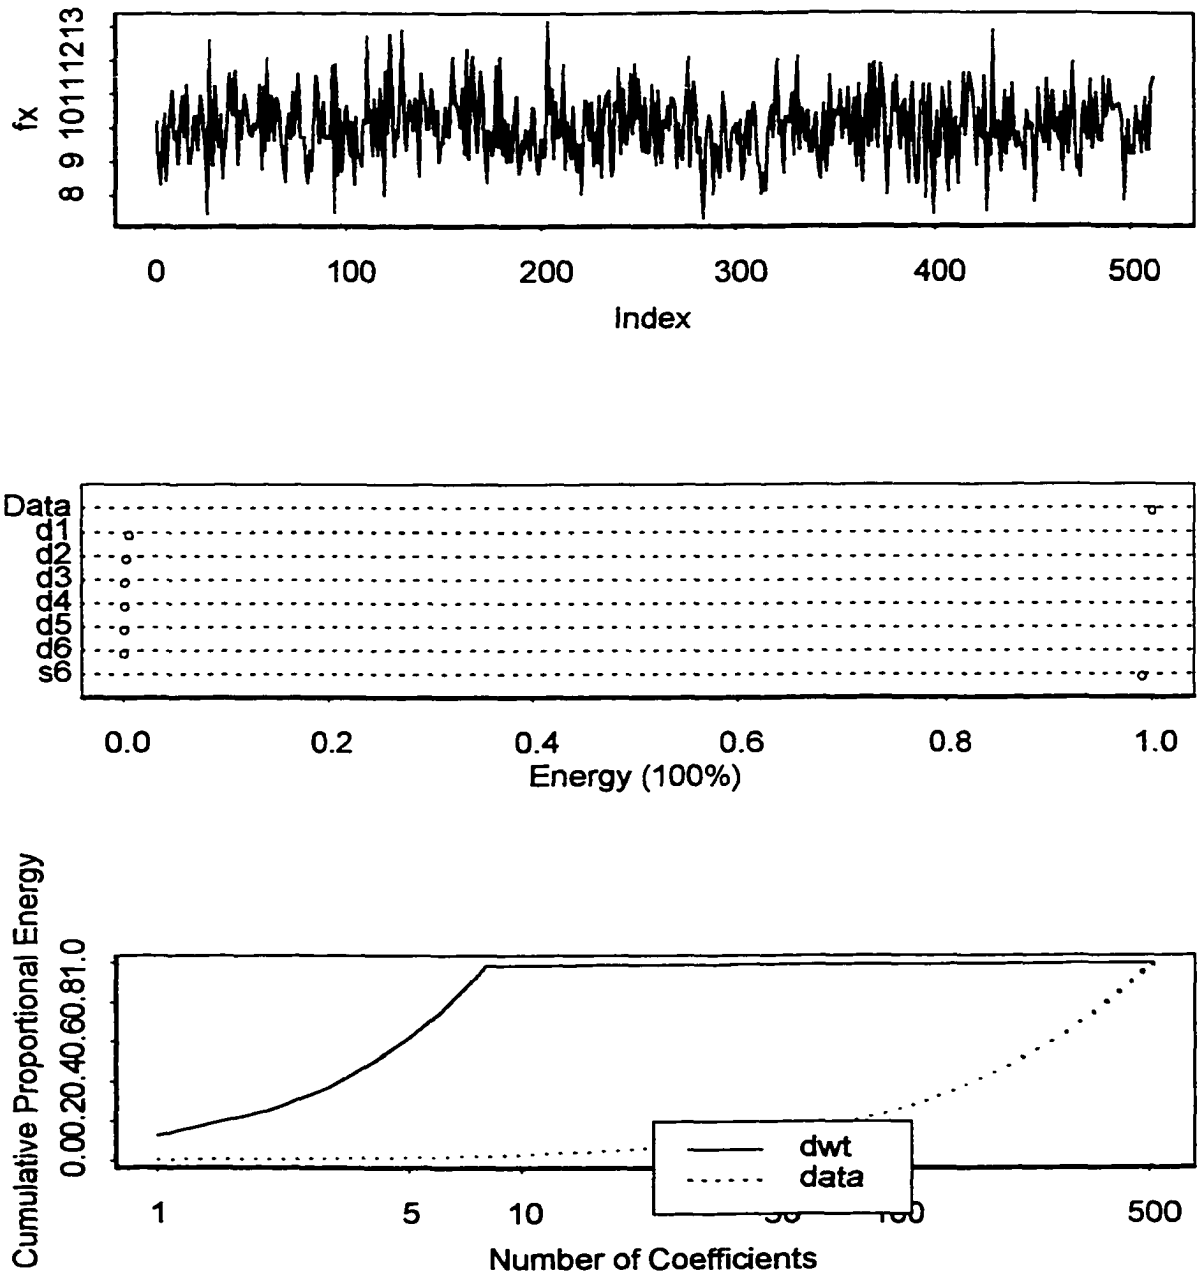 fx
8 9 10111213
0 100 200 300 400 500
Index
Data
d1
d2
d3
d4
d5
d6
s6
0.0 0.2 0.4 0.6 0.8 1.0
Energy (100%)
Cumulative Proportional Energy
0.00.20.40.60.81.0
dwt
data
1 5 10 50 100 500
Number of Coefficients